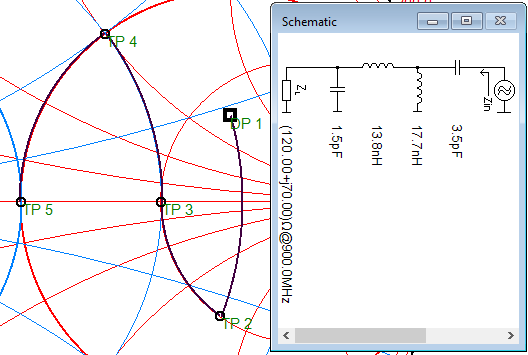 TP 4
DP 1
TP 5
TP 3
TP 2
Schematic
ZL
Zin
(120.00+j70.00)Ω@900.0MHz
1.5pF
13.8nH
17.7nH
3.5pF